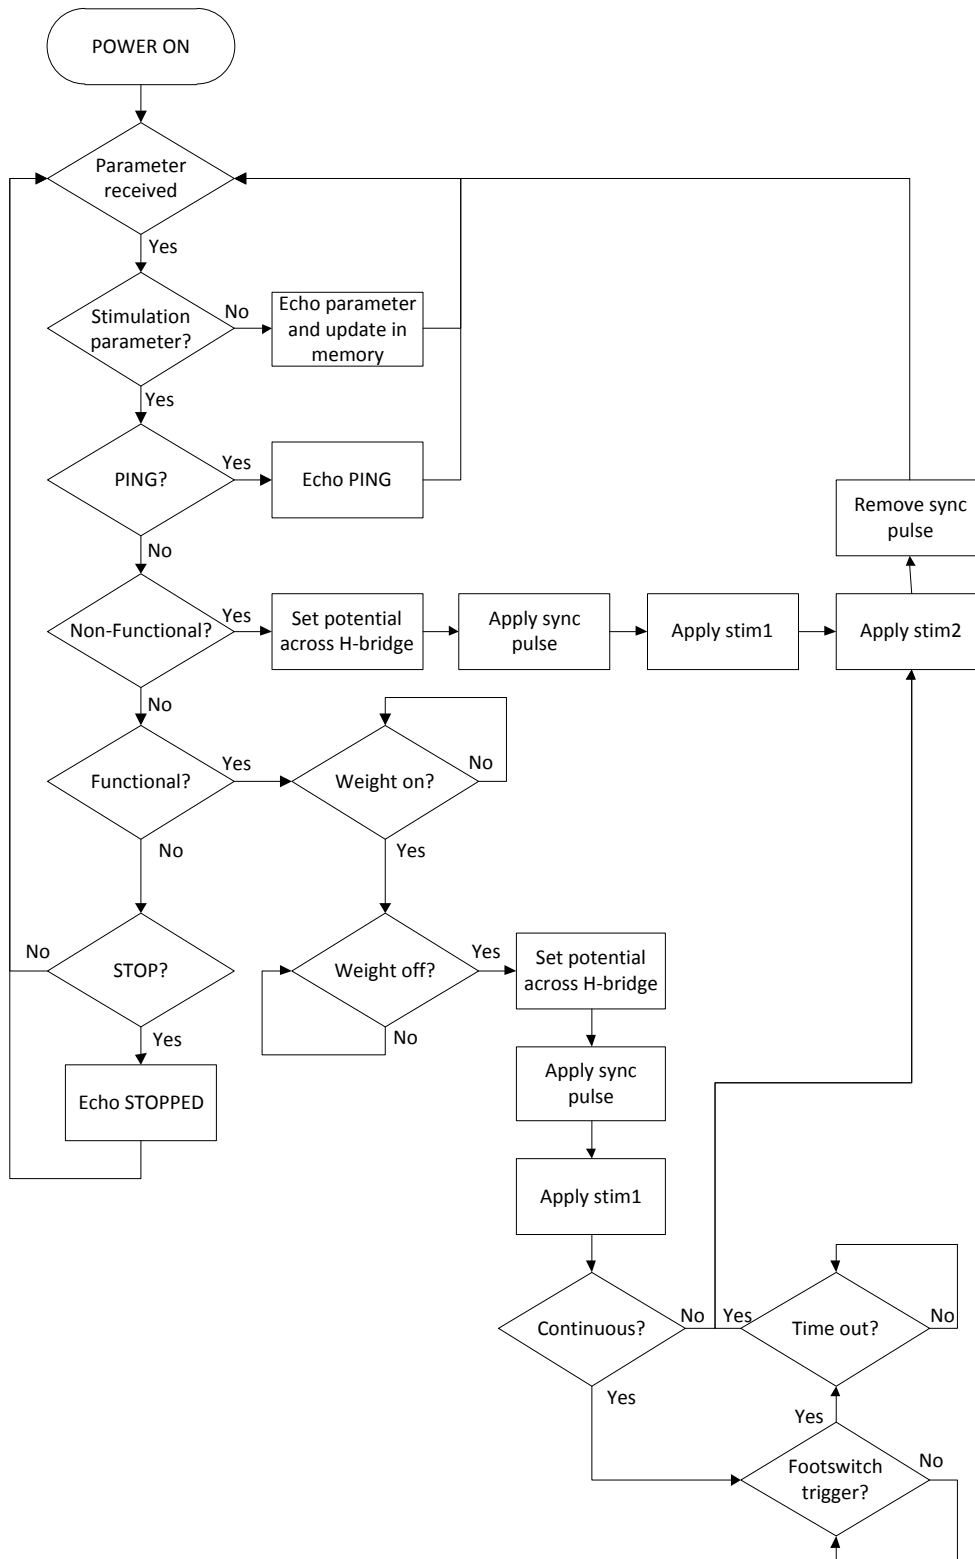 POWER ON
Parameter
received
Yes
Stimulation
parameter?
No
Echo parameter
and update in
memory
Yes
PING?
Yes
Echo PING
No
Remove sync
pulse
Non-Functional?
Yes
Set potential
across H-bridge
Apply sync
pulse
Apply stim1
Apply stim2
No
Functional?
Yes
Weight on?
No
No
Yes
No
STOP?
Weight off?
Yes
Set potential
across H-bridge
Yes
No
Echo STOPPED
Apply sync
pulse
Apply stim1
Continuous?
No
Yes
Time out?
No
Yes
Yes
Footswitch
trigger?
No